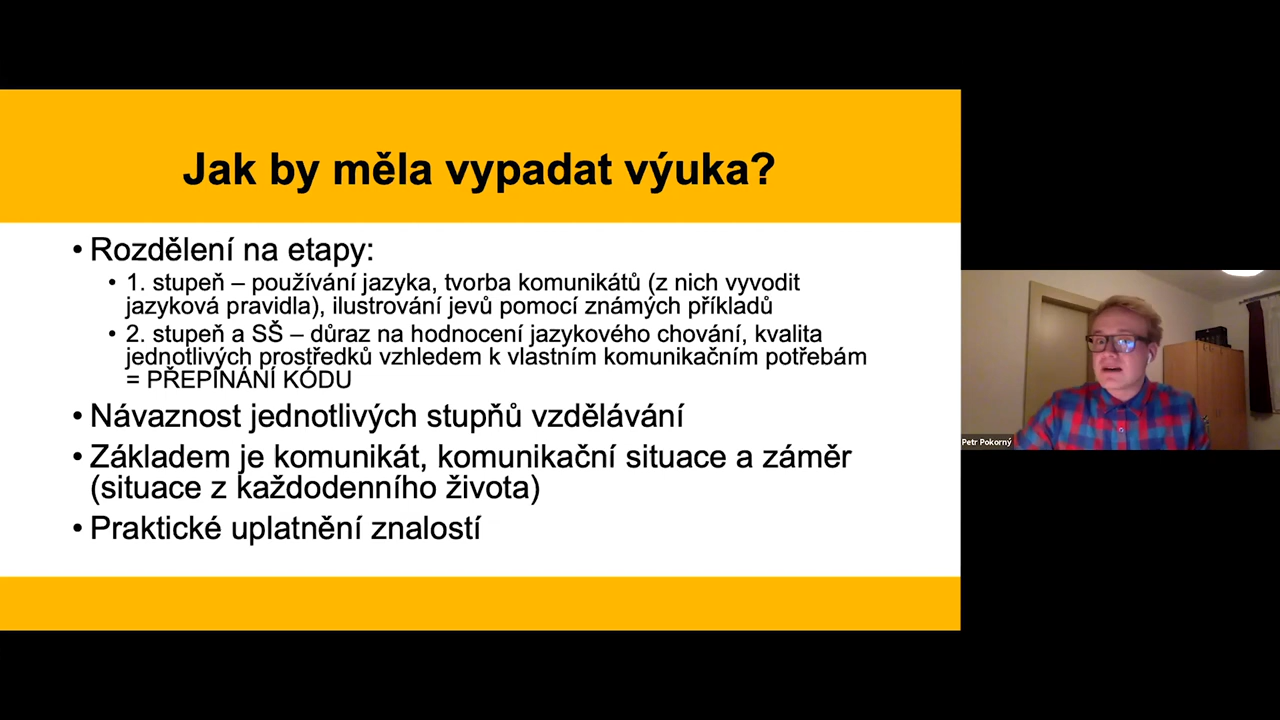 Jak by měla vypadat výuka?
• Rozdělení na etapy:
• 1. stupeň – používání jazyka, tvorba komunikátů (z nich vyvodit
jazyková pravidla), ilustrování jevů pomocí známých příkladů
• 2. stupeň a SŠ – důraz na hodnocení jazykového chování, kvalita
jednotlivých prostředků vzhledem k vlastním komunikačním potřebám
= PŘEPÍNÁNÍ KÓDU
• Návaznost jednotlivých stupňů vzdělávání
• Základem je komunikát, komunikační situace a záměr
(situace z každodenního života)
• Praktické uplatnění znalostí
Petr Pokorný